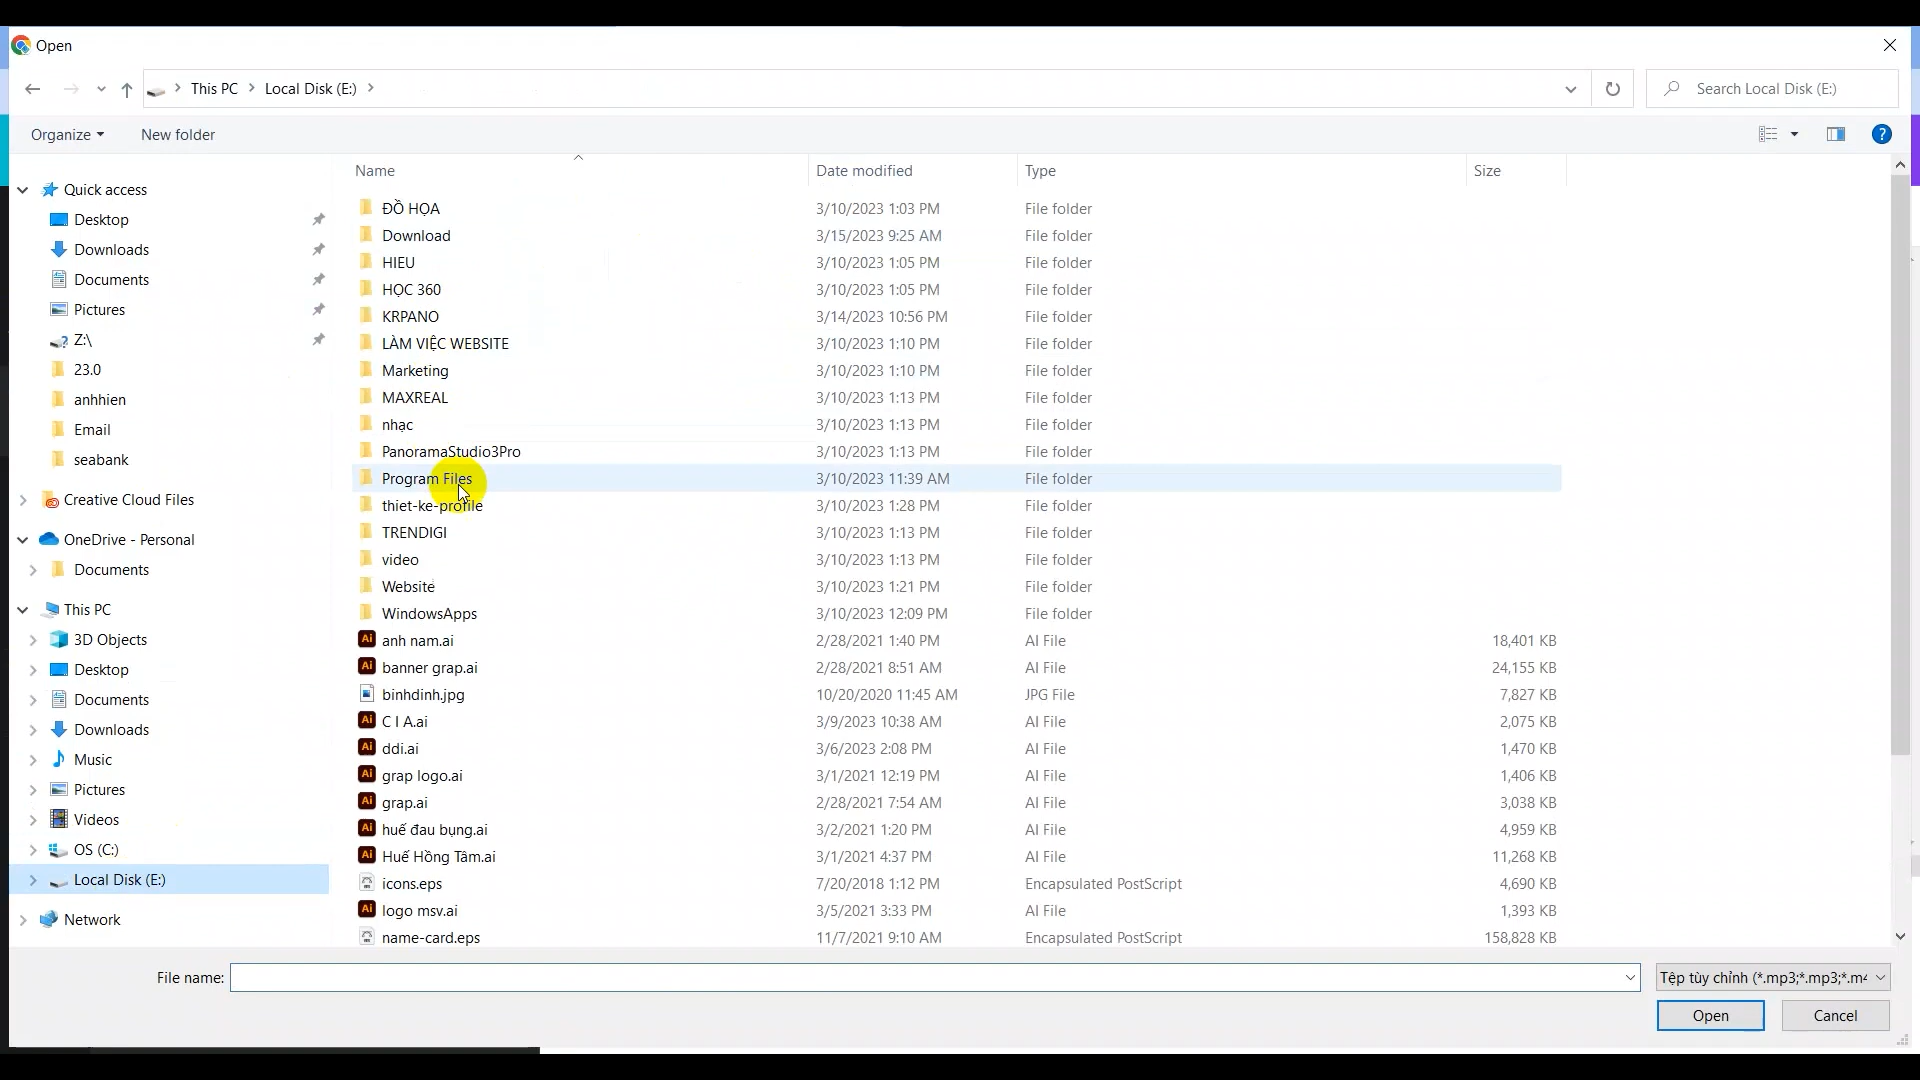 Open
This PC > Local Disk (E:) >
Search Local Disk (E:)
Organize
New folder
Name Date modified Type Size
Quick access
Desktop
Downloads
Documents
Pictures
Z:\
23.0
anhhien
Email
seabank
Creative Cloud Files
OneDrive - Personal
Documents
This PC
3D Objects
Desktop
Documents
Downloads
Music
Pictures
Videos
OS (C:)
Local Disk (E:)
Network
ĐỒ HỌA 3/10/2023 1:03 PM File folder
Download 3/15/2023 9:25 AM File folder
HIEU 3/10/2023 1:05 PM File folder
HỌC 360 3/10/2023 1:05 PM File folder
KRPANO 3/14/2023 10:56 PM File folder
LÀM VIỆC WEBSITE 3/10/2023 1:10 PM File folder
Marketing 3/10/2023 1:10 PM File folder
MAXREAL 3/10/2023 1:13 PM File folder
nhạc 3/10/2023 1:13 PM File folder
PanoramaStudio3Pro 3/10/2023 1:13 PM File folder
Program Files 3/10/2023 11:39 AM File folder
thiet-ke-profile 3/10/2023 1:28 PM File folder
TRENDIGI 3/10/2023 1:13 PM File folder
video 3/10/2023 1:13 PM File folder
Website 3/10/2023 1:21 PM File folder
WindowsApps 3/10/2023 12:09 PM File folder
anh nam.ai 2/28/2021 1:40 PM AI File 18,401 KB
banner grap.ai 2/28/2021 8:51 AM AI File 24,155 KB
binhdinh.jpg 10/20/2020 11:45 AM JPG File 7,827 KB
C I A.ai 3/9/2023 10:38 AM AI File 2,075 KB
ddi.ai 3/6/2023 2:08 PM AI File 1,470 KB
grap logo.ai 3/1/2021 12:19 PM AI File 1,406 KB
grap.ai 2/28/2021 7:54 AM AI File 3,038 KB
huế đau bụng.ai 3/2/2021 1:20 PM AI File 4,959 KB
Huế Hồng Tâm.ai 3/1/2021 4:37 PM AI File 11,268 KB
icons.eps 7/20/2018 1:12 PM Encapsulated PostScript 4,690 KB
logo msv.ai 3/5/2021 3:33 PM AI File 1,393 KB
name-card.eps 11/7/2021 9:10 AM Encapsulated PostScript 158,828 KB
File name:
Tệp tùy chỉnh (*.mp3;*.mp3;*.m4
Open
Cancel